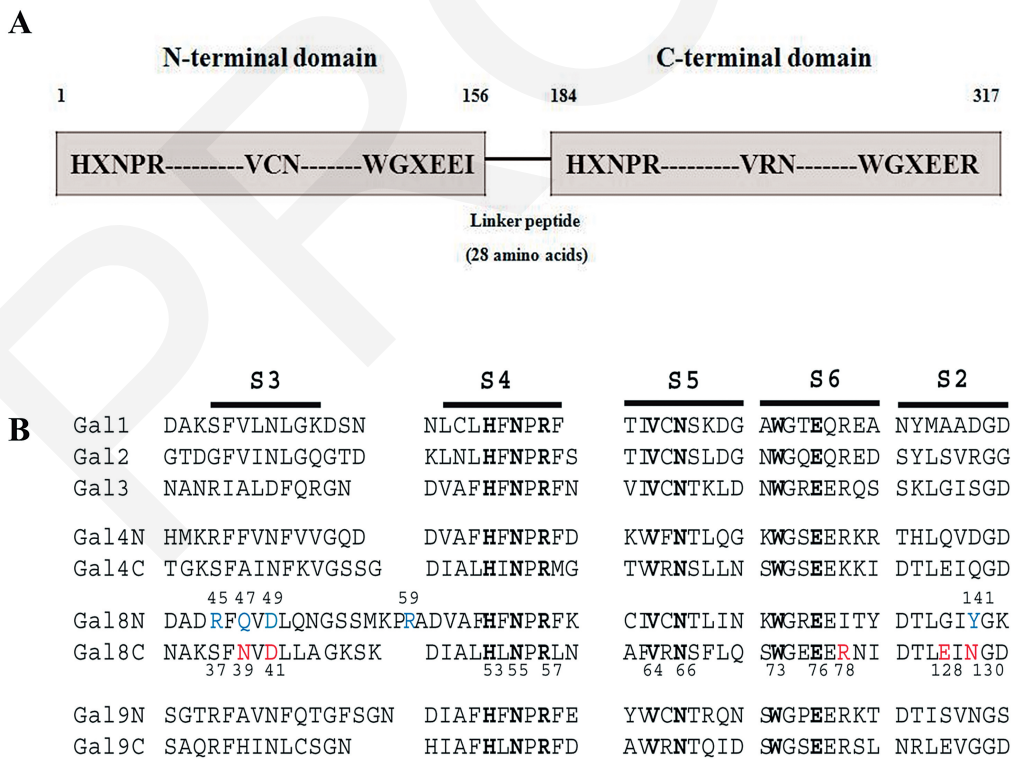 A
N-terminal domain C-terminal domain
1 156 184 317
HXNPR---------VCN-------WGXEEI HXNPR---------VRN-------WGXEER
Linker peptide
(28 amino acids)
S3 S4 S5 S6 S2
B
Gal1 DAKSFVLNLGKDSN NLCLHFNPRF TIVCNSKDG AWGTEQREA NYMAADGD
Gal2 GTDGFVINLGQGTD KLNLHFNPRFS TIVCNSLDG NWGQEQRED SYLSVRGG
Gal3 NANRIALDFQRGN DVAFHFNPRFN VIVCNTKLD NWGREERQS SKLGISGD
Gal4N HMKRFFVNFVVGQD DVAFHFNPRFD KWVFNTLQG KWGSEERKR THLQVDGD
Gal4C TGKSFAINFKVGSSG DIALHINPRMG TVVRNSLLN SWGSEEKKI DTLEIQGD
45 47 49 59 141
Gal8N DADRFQVDLQNGSSMKPRADVAFHFNPRFK CIVCNTLIN KWGREEITY DTLGIYGK
Gal8C NAKSFNVDLLAGKSK DIALHLNPRLN AFVRNSFLQ SWGEEERNI DTLEINGD
37 39 41 53 55 57 64 66 73 76 78 128 130
Gal9N SGTRFAVNFQTGFSGN DIAFHFNPRFE YWVCNTRQN SWGPEERKT DTISVNGS
Gal9C SAQRFHINLCSGN HIAFHLNPRFD AWVRNTQID SWGSEERSL NRLEVGGD